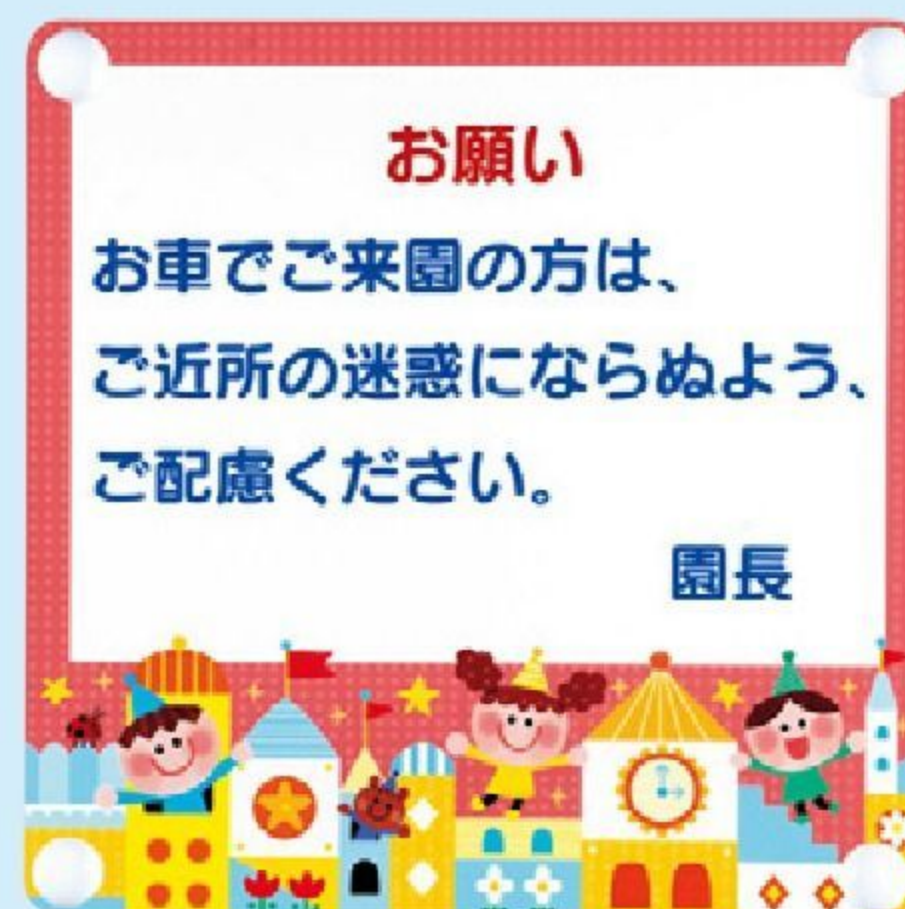 お願い
お車でご来園の方は、
ご近所の迷惑にならぬよう、
ご配慮ください。
園長